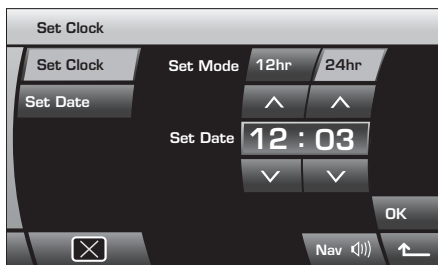 Set Clock
Set Clock Set Mode 12hr 24hr
Set Date
Set Date 12 : 03
OK
Nav